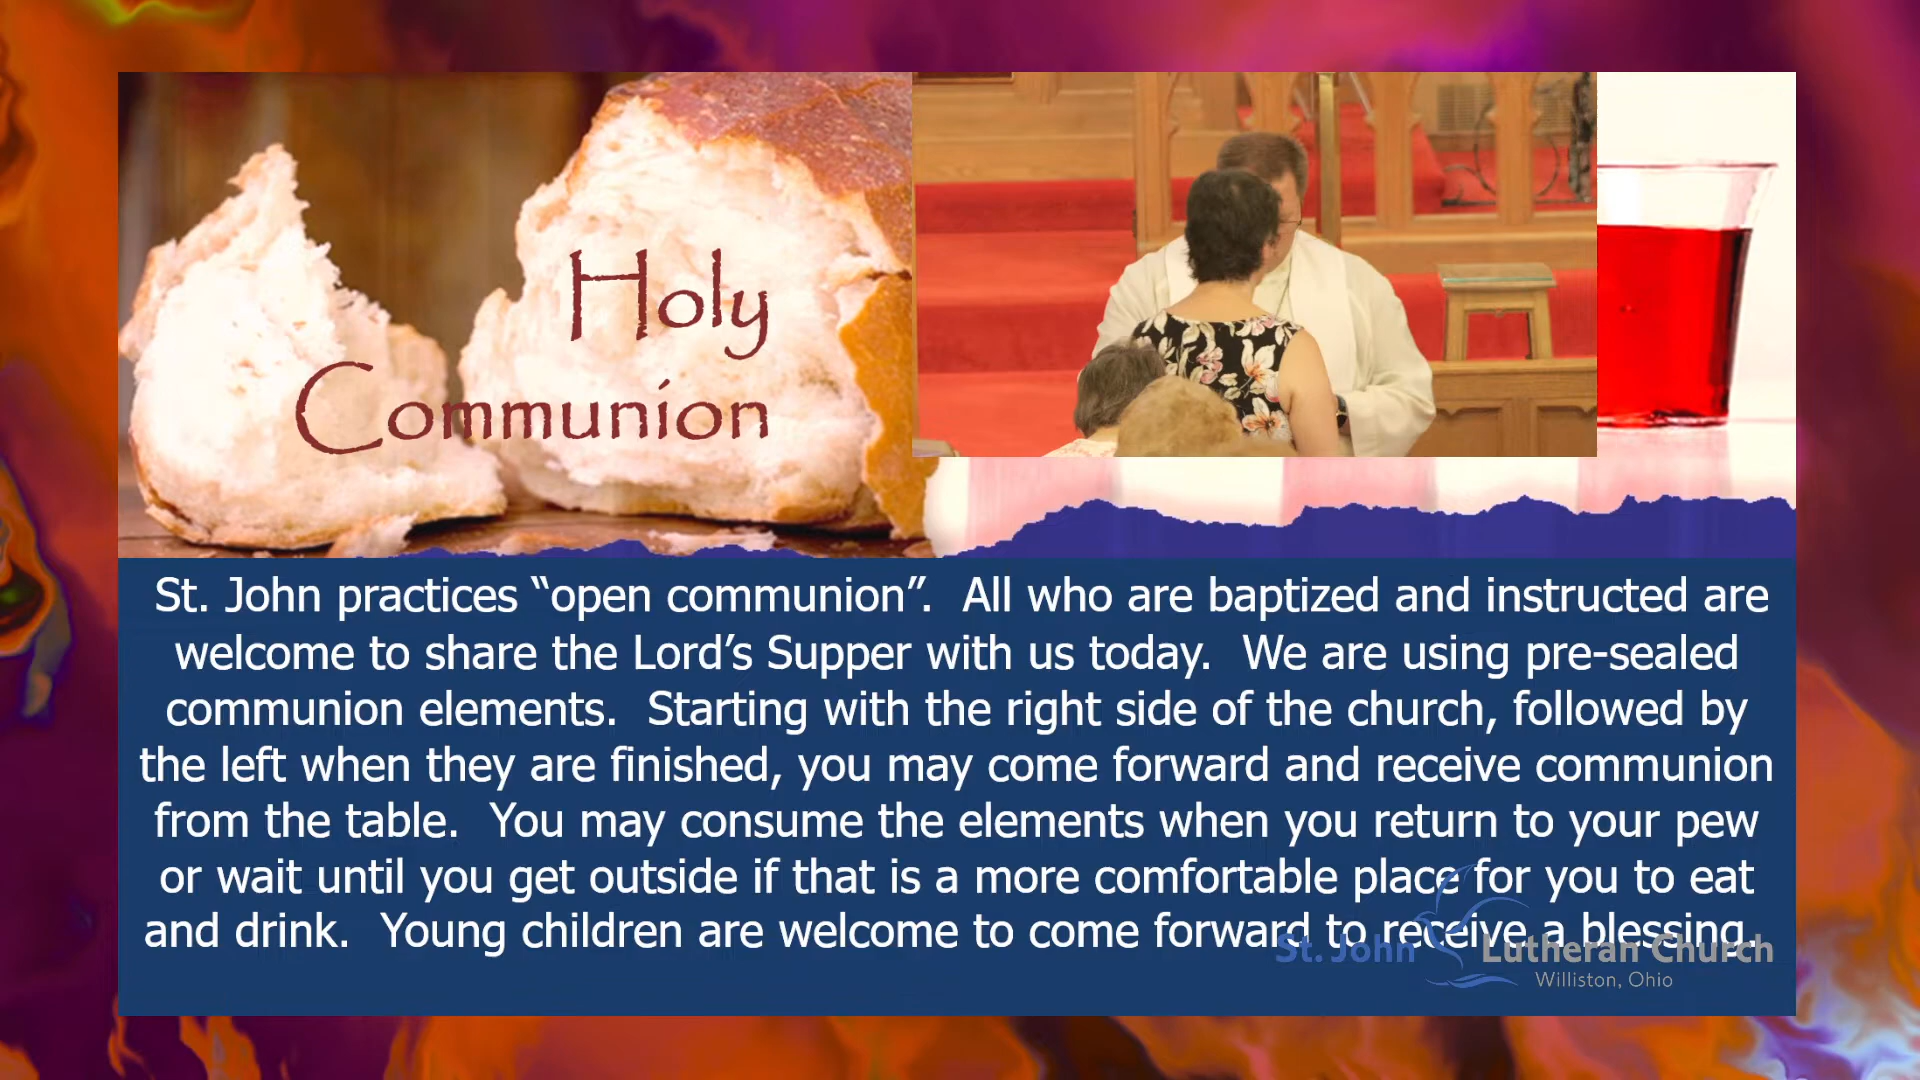 Holy
Communion
St. John practices “open communion”. All who are baptized and instructed are
welcome to share the Lord’s Supper with us today. We are using pre-sealed
communion elements. Starting with the right side of the church, followed by
the left when they are finished, you may come forward and receive communion
from the table. You may consume the elements when you return to your pew
or wait until you get outside if that is a more comfortable place for you to eat
and drink. Young children are welcome to come forward to receive a blessing.
St. John Lutheran Church
Williston, Ohio